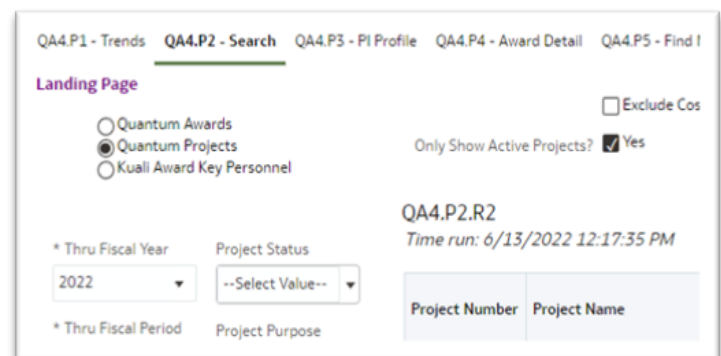 QA4.P1 - Trends QA4.P2 - Search QA4.P3 - PI Profile QA4.P4 - Award Detail QA4.P5 - Find
Landing Page
Exclude Cos
Quantum Awards
Quantum Projects
Only Show Active Projects? Yes
Kuali Award Key Personnel
QA4.P2.R2
Time run: 6/13/2022 12:17:35 PM
* Thru Fiscal Year Project Status
2022 --Select Value--
Project Number Project Name
* Thru Fiscal Period Project Purpose